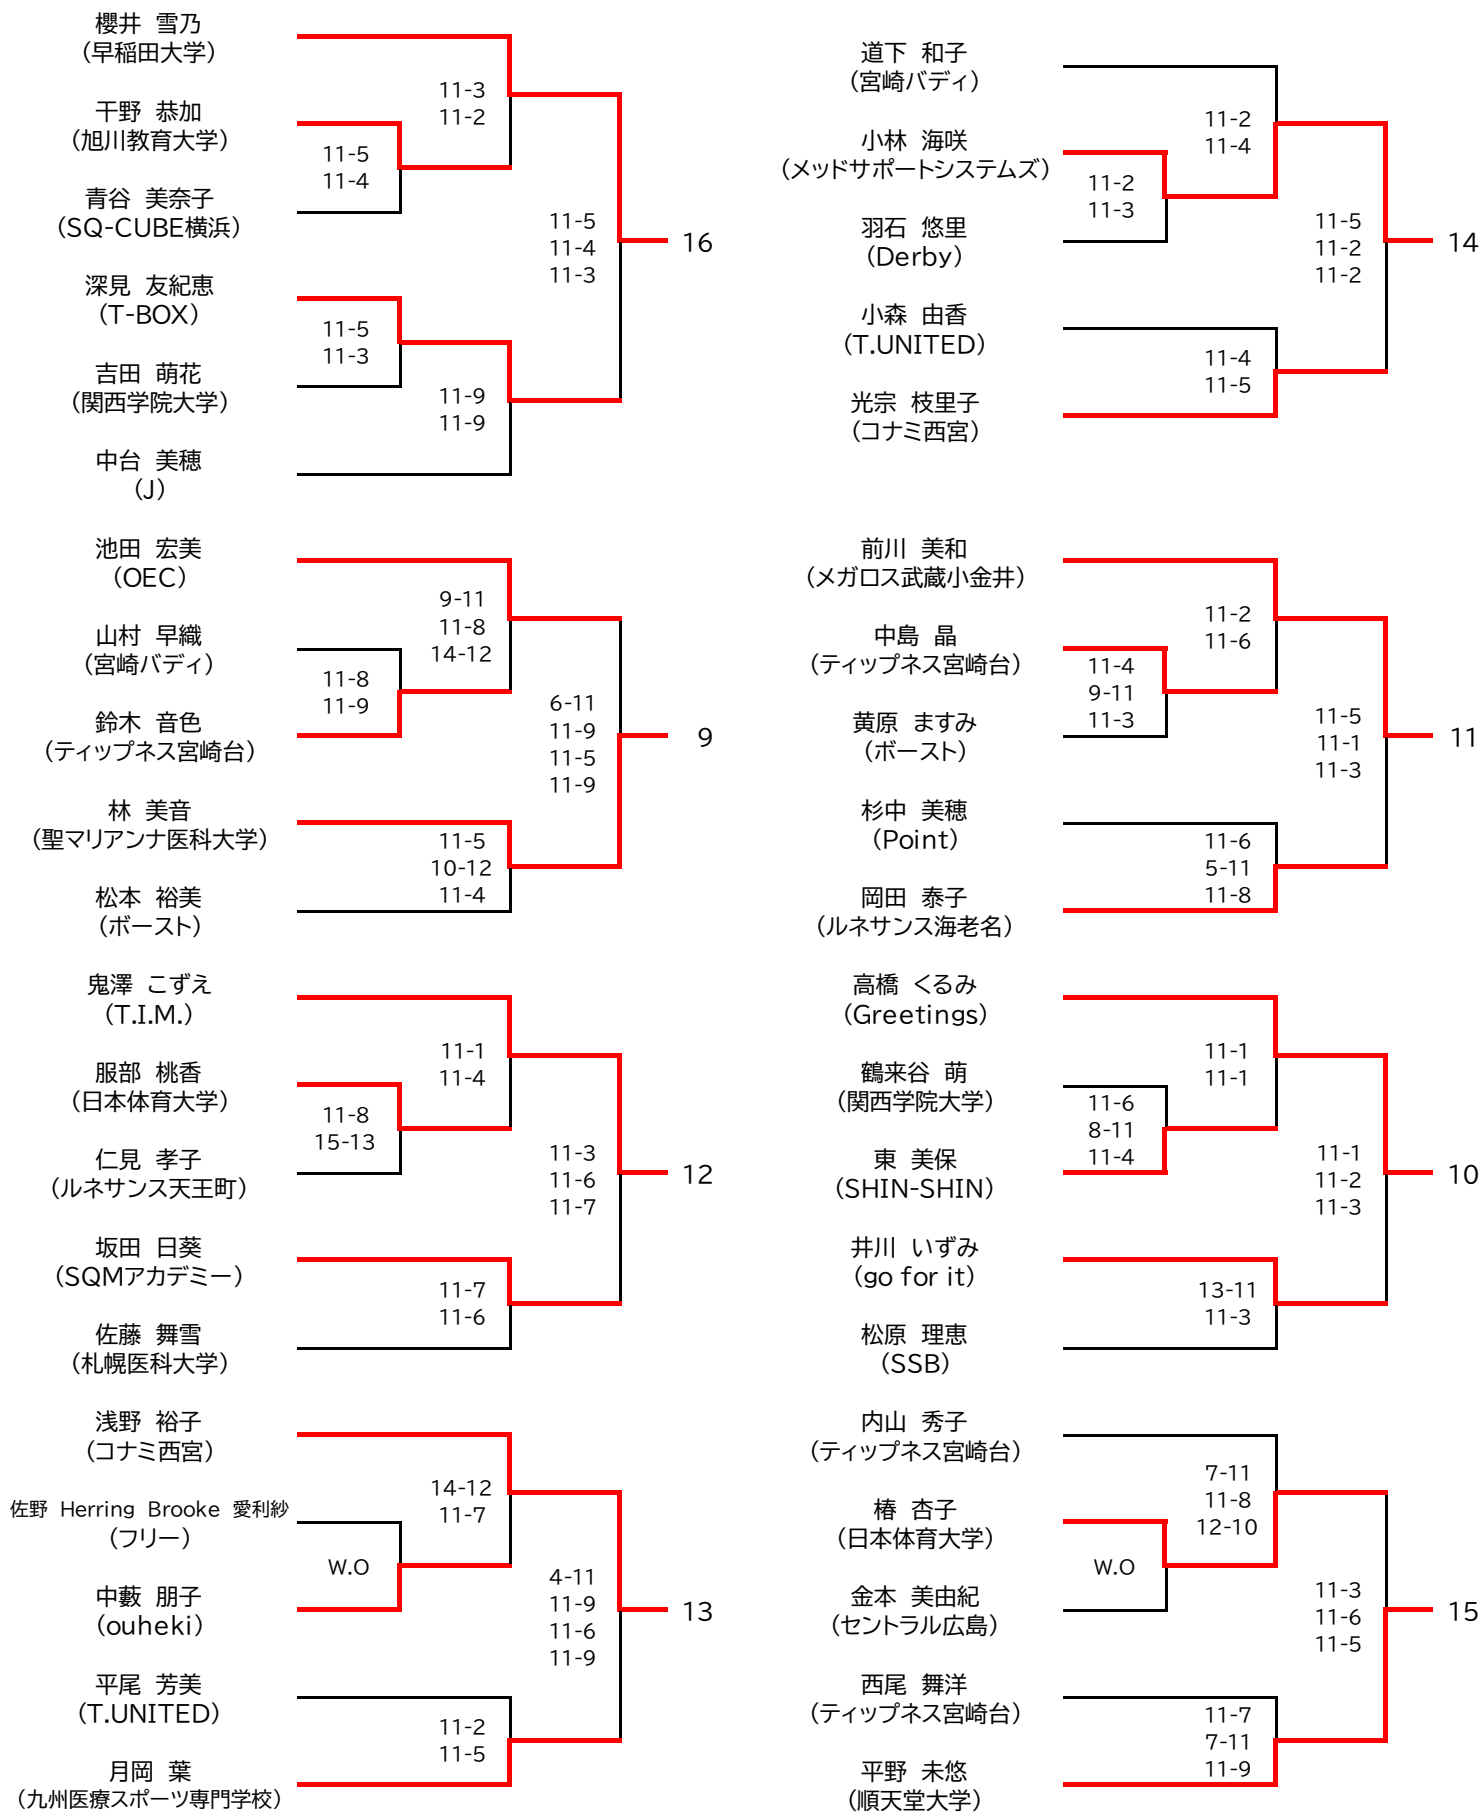 櫻井 雪乃
(早稲田大学)
干野 恭加
(旭川教育大学)
青谷 美奈子
(SQ-CUBE横浜)
深見 友紀恵
(T-BOX)
吉田 萌花
(関西学院大学)
中台 美穂
(J)
11-5
11-4
11-5
11-3
11-3
11-2
11-9
11-9
11-5
11-4
11-3
16
池田 宏美
(OEC)
山村 早織
(宮崎バディ)
鈴木 音色
(ティップネス宮崎台)
林 美音
(聖マリアンナ医科大学)
松本 裕美
(ボースト)
11-8
11-9
9-11
11-8
14-12
11-5
10-12
11-4
6-11
11-9
11-5
11-9
9
鬼澤 こずえ
(T.I.M.)
服部 桃香
(日本体育大学)
仁見 孝子
(ルネサンス天王町)
坂田 日葵
(SQMアカデミー)
佐藤 舞雪
(札幌医科大学)
11-8
15-13
11-1
11-4
11-7
11-6
11-3
11-6
11-7
12
浅野 裕子
(コナミ西宮)
佐野 Herring Brooke 愛利紗
(フリー)
中藪 朋子
(ouheki)
平尾 芳美
(T.UNITED)
月岡 葉
(九州医療スポーツ専門学校)
W.O
14-12
11-7
11-2
11-5
4-11
11-9
11-6
11-9
13
道下 和子
(宮崎バディ)
小林 海咲
(メッドサポートシステムズ)
羽石 悠里
(Derby)
小森 由香
(T.UNITED)
光宗 枝里子
(コナミ西宮)
11-2
11-3
11-2
11-4
11-4
11-5
11-5
11-2
11-2
14
前川 美和
(メガロス武蔵小金井)
中島 晶
(ティップネス宮崎台)
黄原 ますみ
(ボースト)
杉中 美穂
(Point)
岡田 泰子
(ルネサンス海老名)
11-4
9-11
11-3
11-2
11-6
11-6
5-11
11-8
11-5
11-1
11-3
11
高橋 くるみ
(Greetings)
鶴来谷 萌
(関西学院大学)
東 美保
(SHIN-SHIN)
井川 いずみ
(go for it)
松原 理恵
(SSB)
11-6
8-11
11-4
11-1
11-1
13-11
11-3
11-1
11-2
11-3
10
内山 秀子
(ティップネス宮崎台)
椿 杏子
(日本体育大学)
金本 美由紀
(セントラル広島)
西尾 舞洋
(ティップネス宮崎台)
平野 未悠
(順天堂大学)
W.O
7-11
11-8
12-10
11-7
7-11
11-9
11-3
11-6
11-5
15